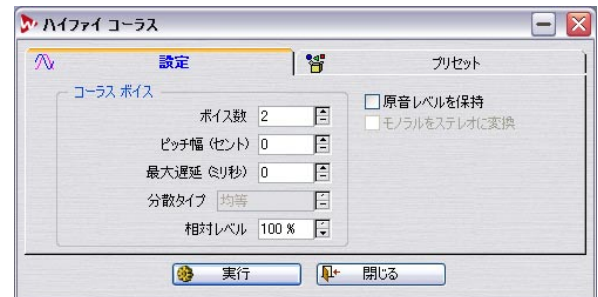 ハイファイ コーラス
設定
プリセット
コーラス ボイス
ボイス数 2
ピッチ幅 (セント) 0
最大遅延 (ミリ秒) 0
分散タイプ 均等
相対レベル 100 %
原音レベルを保持
モノラルをステレオに変換
実行
閉じる